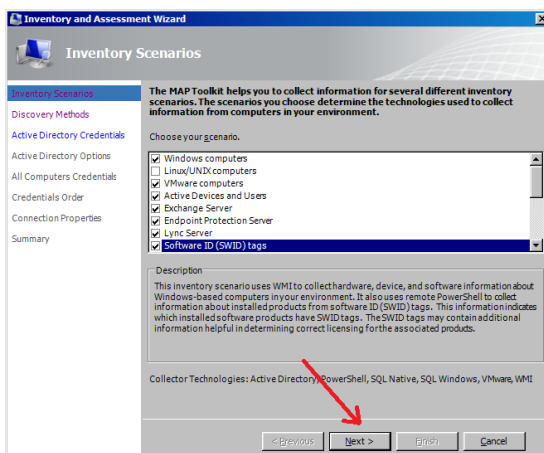 Inventory and Assessment Wizard
Inventory Scenarios
Inventory Scenarios
Discovery Methods
Active Directory Credentials
Active Directory Options
All Computers Credentials
Credentials Order
Connection Properties
Summary
The MAP Toolkit helps you to collect information for several different inventory
scenarios. The scenarios you choose determine the technologies used to collect
information from computers in your environment.
Choose your scenario.
Windows computers
Linux/UNIX computers
VMware computers
Active Devices and Users
Exchange Server
Endpoint Protection Server
Lync Server
Software ID (SWID) tags
Description
This inventory scenario uses WMI to collect hardware, device, and software information about
Windows-based computers in your environment. It also uses remote PowerShell to collect
information about installed products from software ID (SWID) tags. This information indicates
which installed software products have SWID tags. The SWID tags may contain additional
information helpful in determining correct licensing for the associated products.
Collector Technologies: Active Directory, PowerShell, SQL Native, SQL Windows, VMware, WMI
< Previous Next > Finish Cancel